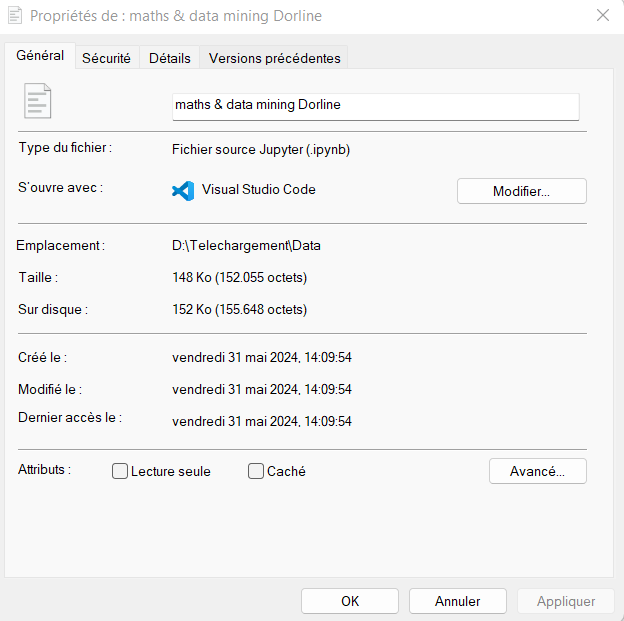 Propriétés de : maths & data mining Dorline
Général Sécurité Détails Versions précédentes
maths & data mining Dorline
Type du fichier : Fichier source Jupyter (.ipynb)
S'ouvre avec : Visual Studio Code Modifier...
Emplacement : D:\Telechargement\Data
Taille : 148 Ko (152.055 octets)
Sur disque : 152 Ko (155.648 octets)
Créé le : vendredi 31 mai 2024, 14:09:54
Modifié le : vendredi 31 mai 2024, 14:09:54
Dernier accès le : vendredi 31 mai 2024, 14:09:54
Attributs : Lecture seule Caché Avancé...
OK Annuler Appliquer